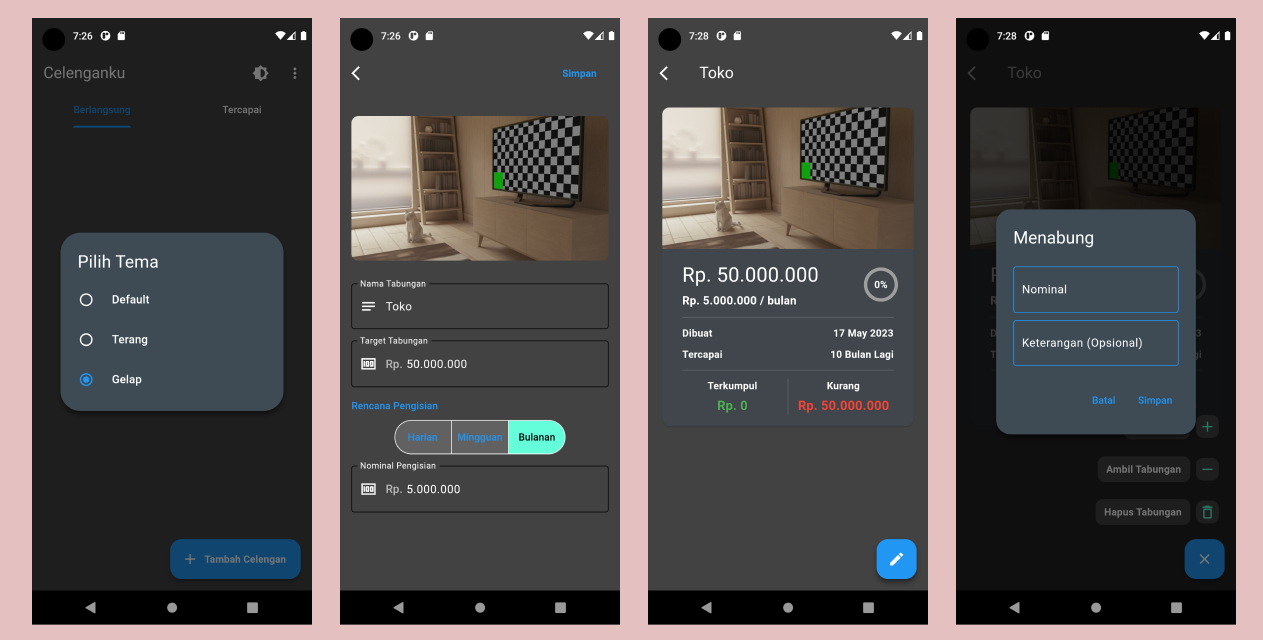 7:26
Celenganku
Berlangsung
Tercapai
Pilih Tema
Default
Terang
Gelap
+ Tambah Celengan
7:26
Simpan
Nama Tabungan
Toko
Target Tabungan
Rp. 50.000.000
Rencana Pengisian
Harian
Mingguan
Bulanan
Nominal Pengisian
Rp. 5.000.000
7:28
Toko
Rp. 50.000.000
0%
Rp. 5.000.000 / bulan
Dibuat
17 May 2023
Tercapai
10 Bulan Lagi
Terkumpul
Kurang
Rp. 0
Rp. 50.000.000
7:28
Toko
Menabung
Nominal
Keterangan (Opsional)
Batal
Simpan
Ambil Tabungan
Hapus Tabungan